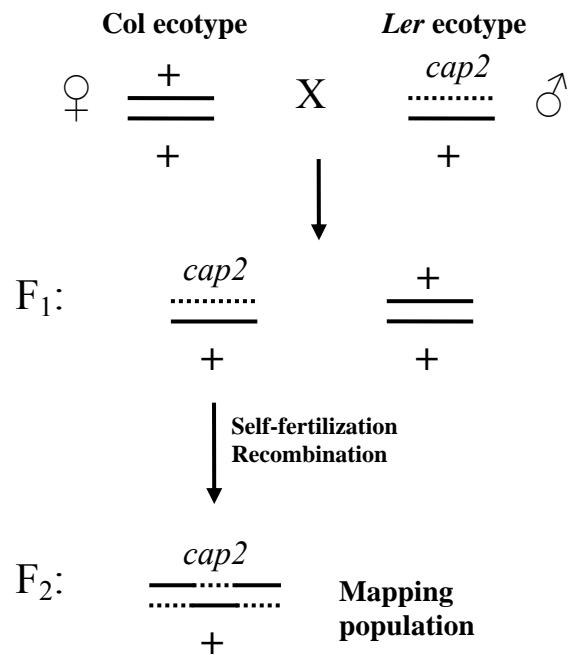 Col ecotype Ler ecotype
+ cap2
♀ X ♂
+ +
F1:
cap2 +
+ +
Self-fertilization
Recombination
F2:
cap2
+
Mapping
population